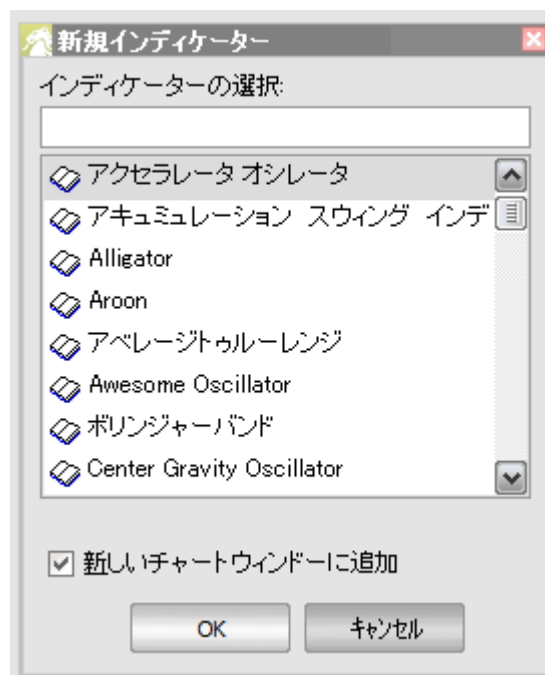 新規インディケーター
インディケーターの選択:
アクセラレータ オシレータ
アキュミュレーション スウィング インデ
Alligator
Aroon
アベレージトゥルーレンジ
Awesome Oscillator
ボリンジャーバンド
Center Gravity Oscillator
新しいチャートウィンドーに追加
OK
キャンセル